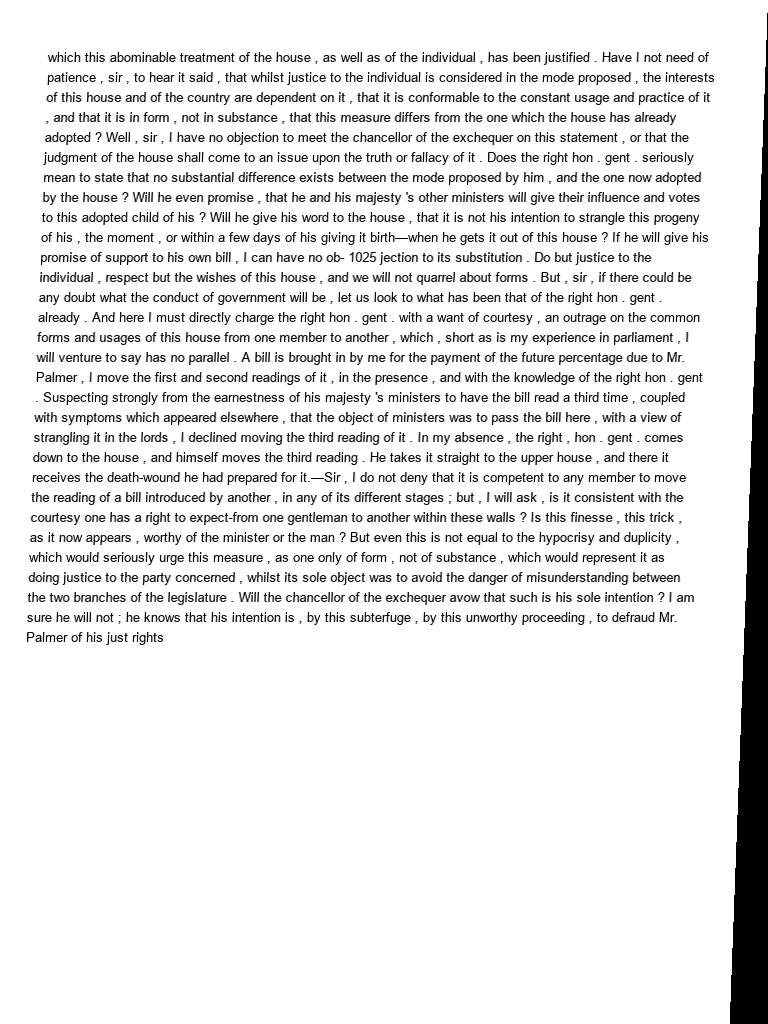 which this abominable treatment of the house , as well as of the individual , has been justified . Have I not need of
patience , sir , to hear it said , that whilst justice to the individual is considered in the mode proposed , the interests
of this house and of the country are dependent on it , that it is conformable to the constant usage and practice of it
, and that it is in form , not in substance , that this measure differs from the one which the house has already
adopted ? Well , sir , I have no objection to meet the chancellor of the exchequer on this statement , or that the
judgment of the house shall come to an issue upon the truth or fallacy of it . Does the right hon . gent . seriously
mean to state that no substantial difference exists between the mode proposed by him , and the one now adopted
by the house ? Will he even promise , that he and his majesty 's other ministers will give their influence and votes
to this adopted child of his ? Will he give his word to the house , that it is not his intention to strangle this progeny
of his , the moment , or within a few days of his giving it birth—when he gets it out of this house ? If he will give his
promise of support to his own bill , I can have no ob- 1025 jection to its substitution . Do but justice to the
individual , respect but the wishes of this house , and we will not quarrel about forms . But , sir , if there could be
any doubt what the conduct of government will be , let us look to what has been that of the right hon . gent .
already . And here I must directly charge the right hon . gent . with a want of courtesy , an outrage on the common
forms and usages of this house from one member to another , which , short as is my experience in parliament , I
will venture to say has no parallel . A bill is brought in by me for the payment of the future percentage due to Mr.
Palmer , I move the first and second readings of it , in the presence , and with the knowledge of the right hon . gent
. Suspecting strongly from the earnestness of his majesty 's ministers to have the bill read a third time , coupled
with symptoms which appeared elsewhere , that the object of ministers was to pass the bill here , with a view of
strangling it in the lords , I declined moving the third reading of it . In my absence , the right , hon . gent . comes
down to the house , and himself moves the third reading . He takes it straight to the upper house , and there it
receives the death-wound he had prepared for it.—Sir , I do not deny that it is competent to any member to move
the reading of a bill introduced by another , in any of its different stages ; but , I will ask , is it consistent with the
courtesy one has a right to expect-from one gentleman to another within these walls ? Is this finesse , this trick ,
as it now appears , worthy of the minister or the man ? But even this is not equal to the hypocrisy and duplicity ,
which would seriously urge this measure , as one only of form , not of substance , which would represent it as
doing justice to the party concerned , whilst its sole object was to avoid the danger of misunderstanding between
the two branches of the legislature . Will the chancellor of the exchequer avow that such is his sole intention ? I am
sure he will not ; he knows that his intention is , by this subterfuge , by this unworthy proceeding , to defraud Mr.
Palmer of his just rights